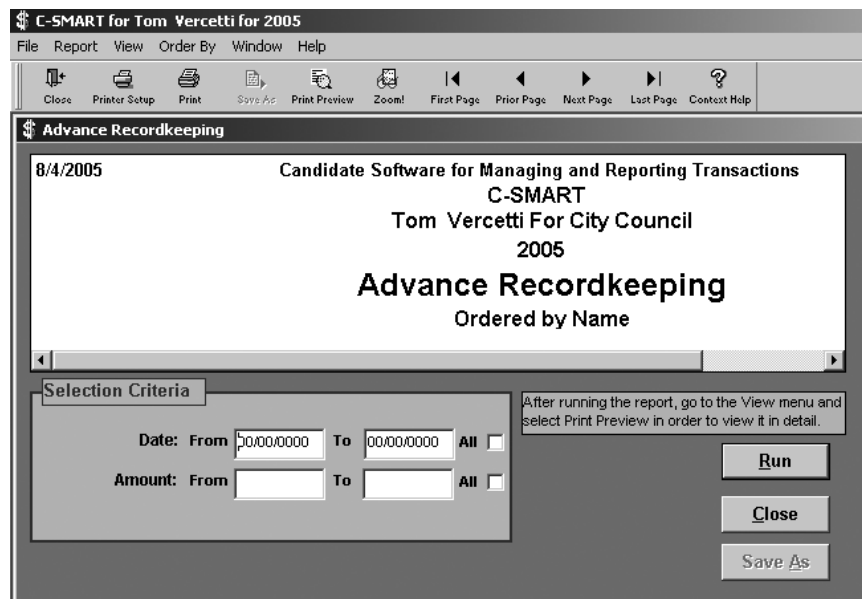 C-SMART for Tom Vercetti for 2005
File Report View Order By Window Help
Close Printer Setup Print Save As Print Preview Zoom! First Page Prior Page Next Page Last Page Context Help
Advance Recordkeeping
8/4/2005 Candidate Software for Managing and Reporting Transactions
C-SMART
Tom Vercetti For City Council
2005
Advance Recordkeeping
Ordered by Name
Selection Criteria
Date: From 00/00/0000 To 00/00/0000 All
Amount: From To All
After running the report, go to the View menu and
select Print Preview in order to view it in detail.
Run
Close
Save As